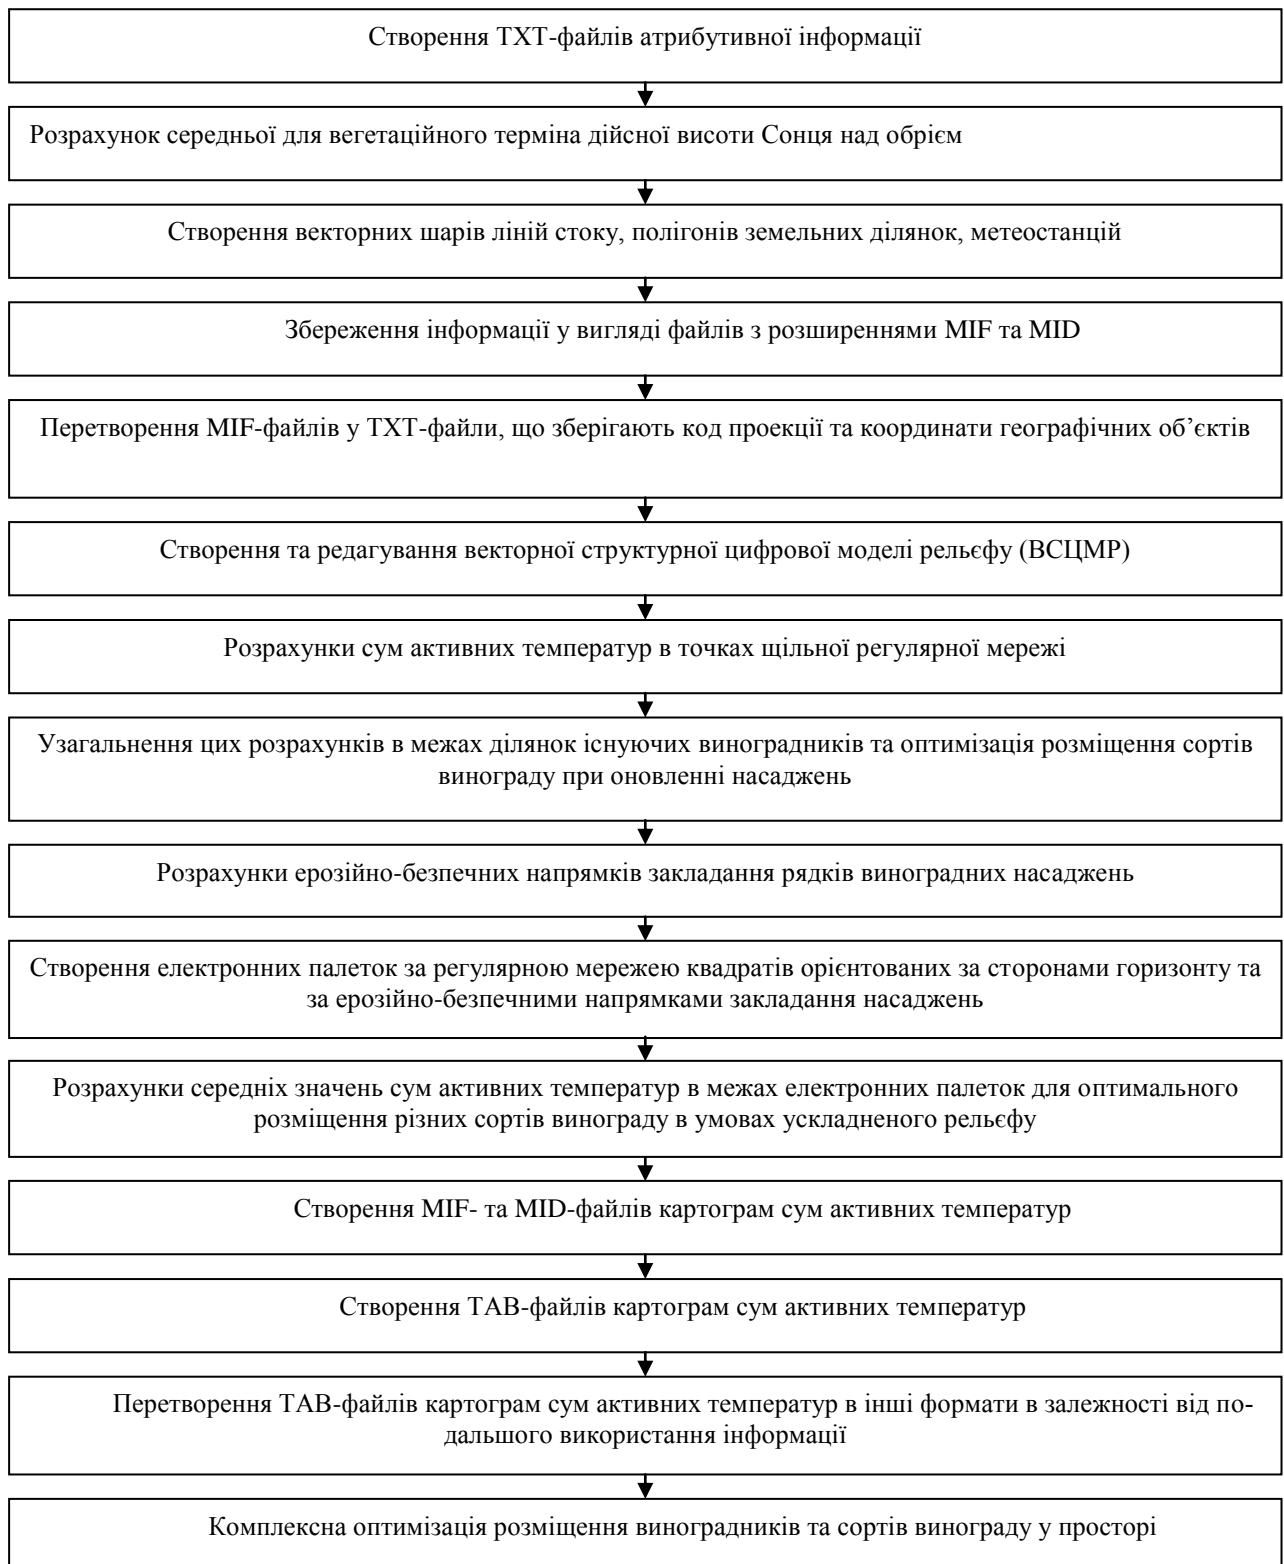 Створення TXT-файлів атрибутивної інформації
Розрахунок середньої для вегетаційного терміна дійсної висоти Сонця над обрієм
Створення векторних шарів ліній стоку, полігонів земельних ділянок, метеостанцій
Збереження інформації у вигляді файлів з розширеннями MIF та MID
Перетворення MIF-файлів у TXT-файли, що зберігають код проекції та координати географічних об’єктів
Створення та редагування векторної структурної цифрової моделі рельєфу (ВСЦМР)
Розрахунки сум активних температур в точках щільної регулярної мережі
Узагальнення цих розрахунків в межах ділянок існуючих виноградників та оптимізація розміщення сортів
винограду при оновленні насаджень
Розрахунки ерозійно-безпечних напрямків закладання рядків виноградних насаджень
Створення електронних палеток за регулярною мережею квадратів орієнтованих за сторонами горизонту та
за ерозійно-безпечними напрямками закладання насаджень
Розрахунки середніх значень сум активних температур в межах електронних палеток для оптимального
розміщення різних сортів винограду в умовах ускладненого рельєфу
Створення MIF- та MID-файлів картограм сум активних температур
Створення TAB-файлів картограм сум активних температур
Перетворення TAB-файлів картограм сум активних температур в інші формати в залежності від по-
дальшого використання інформації
Комплексна оптимізація розміщення виноградників та сортів винограду у просторі